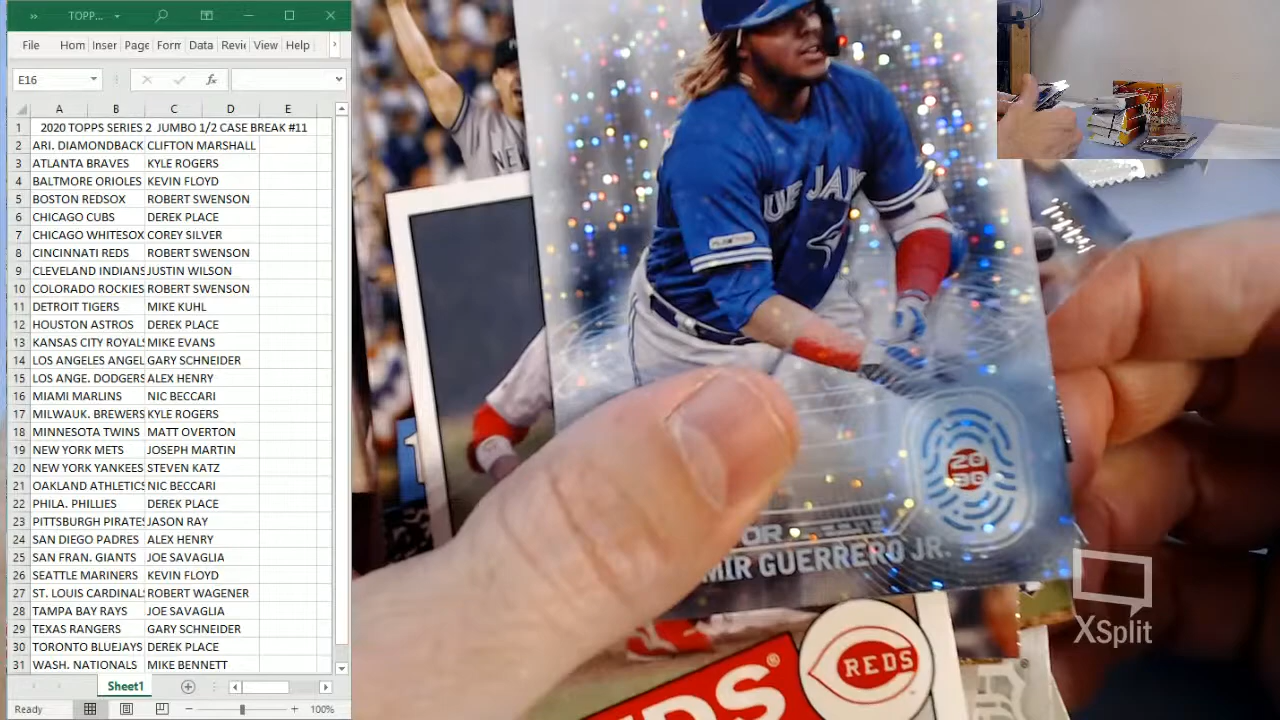 TOPP...
File Hom Inser Page Form Data Revie View Help
E16
fx
A B C D E
1 2020 TOPPS SERIES 2 JUMBO 1/2 CASE BREAK #11
2 ARI. DIAMONDBACK CLIFTON MARSHALL
3 ATLANTA BRAVES KYLE ROGERS
4 BALTMORE ORIOLES KEVIN FLOYD
5 BOSTON REDSOX ROBERT SWENSON
6 CHICAGO CUBS DEREK PLACE
7 CHICAGO WHITESOX COREY SILVER
8 CINCINNATI REDS ROBERT SWENSON
9 CLEVELAND INDIANS JUSTIN WILSON
10 COLORADO ROCKIES ROBERT SWENSON
11 DETROIT TIGERS MIKE KUHL
12 HOUSTON ASTROS DEREK PLACE
13 KANSAS CITY ROYALS MIKE EVANS
14 LOS ANGELES ANGEL GARY SCHNEIDER
15 LOS ANGE. DODGERS ALEX HENRY
16 MIAMI MARLINS NIC BECCARI
17 MILWAUK. BREWERS KYLE ROGERS
18 MINNESOTA TWINS MATT OVERTON
19 NEW YORK METS JOSEPH MARTIN
20 NEW YORK YANKEES STEVEN KATZ
21 OAKLAND ATHLETICS NIC BECCARI
22 PHILA. PHILLIES DEREK PLACE
23 PITTSBURGH PIRATES JASON RAY
24 SAN DIEGO PADRES ALEX HENRY
25 SAN FRAN. GIANTS JOE SAVAGLIA
26 SEATTLE MARINERS KEVIN FLOYD
27 ST. LOUIS CARDINALS ROBERT WAGENER
28 TAMPA BAY RAYS JOE SAVAGLIA
29 TEXAS RANGERS GARY SCHNEIDER
30 TORONTO BLUEJAYS DEREK PLACE
31 WASH. NATIONALS MIKE BENNETT
Sheet1
Ready 100%
NEW
BLUE JAYS
20
30
MIR GUERRERO JR.
REDS
REDS®
XSplit